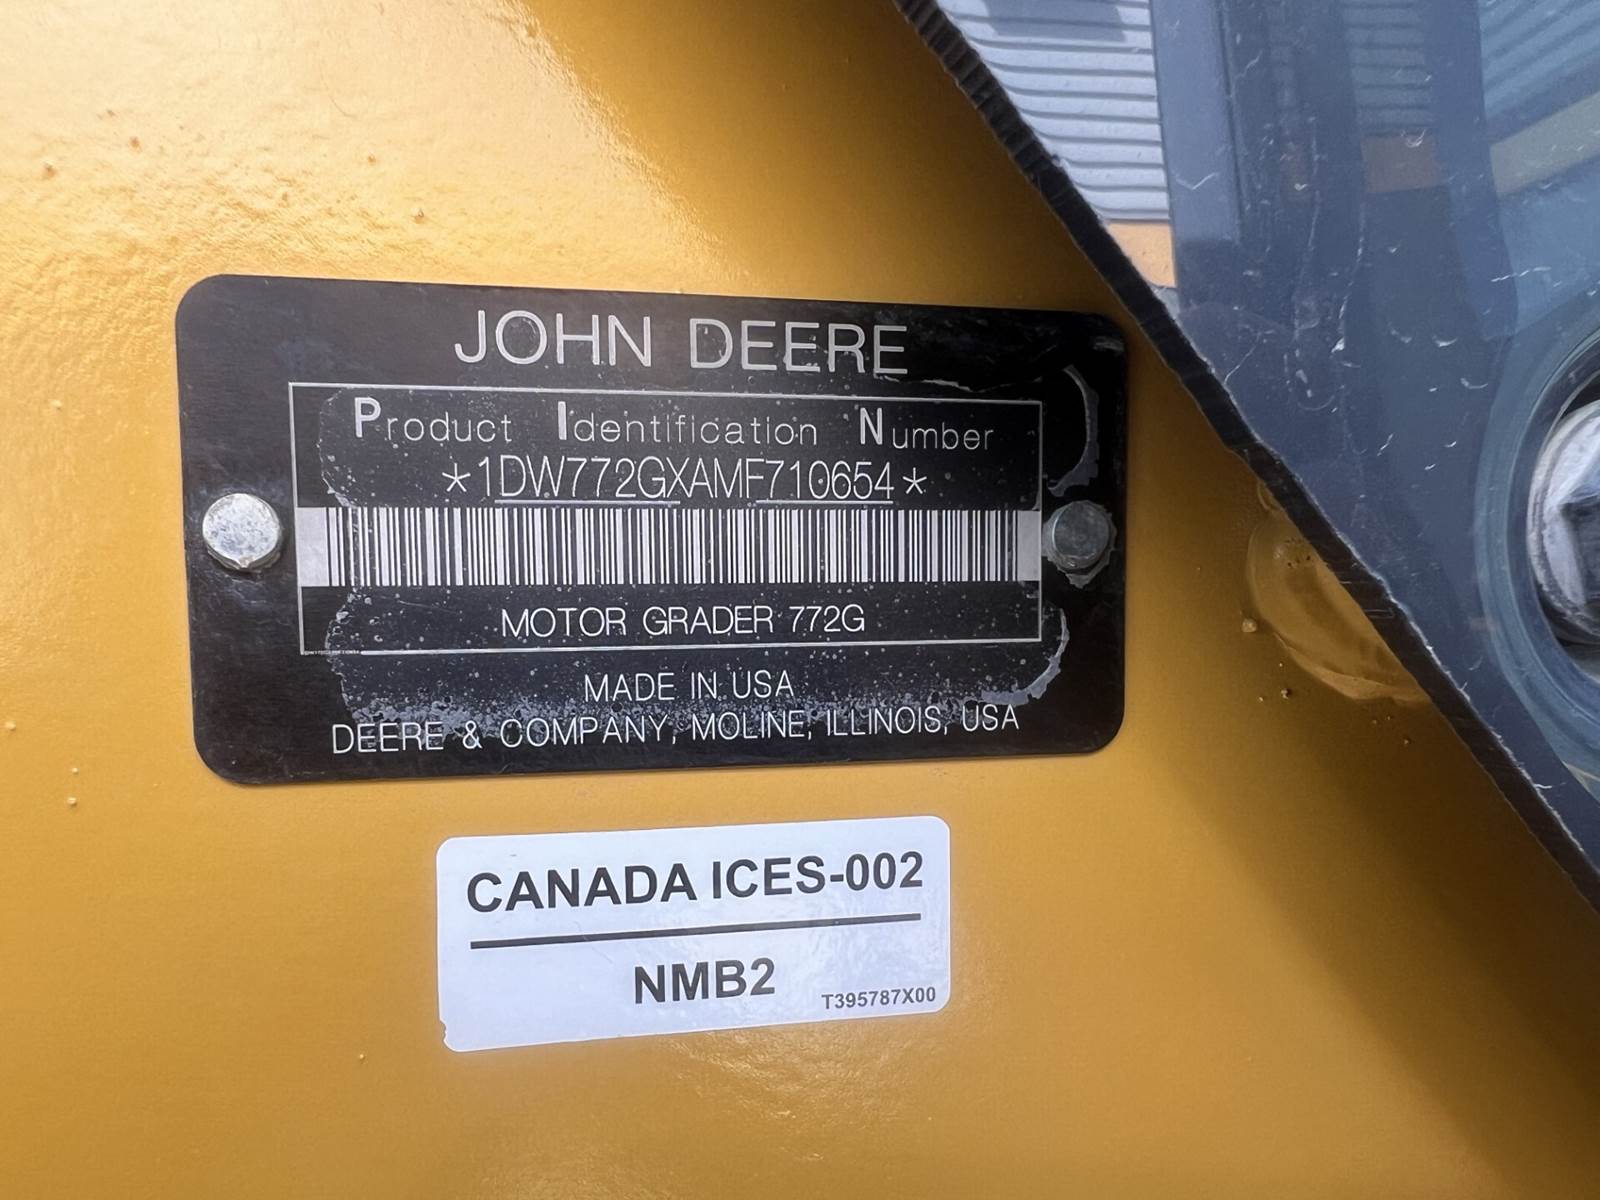 JOHN DEERE
Product Identification Number
*1DW772GXAMF710654*
MOTOR GRADER 772G
MADE IN USA
DEERE & COMPANY, MOLINE, ILLINOIS, USA
CANADA ICES-002
NMB2
T395787X00